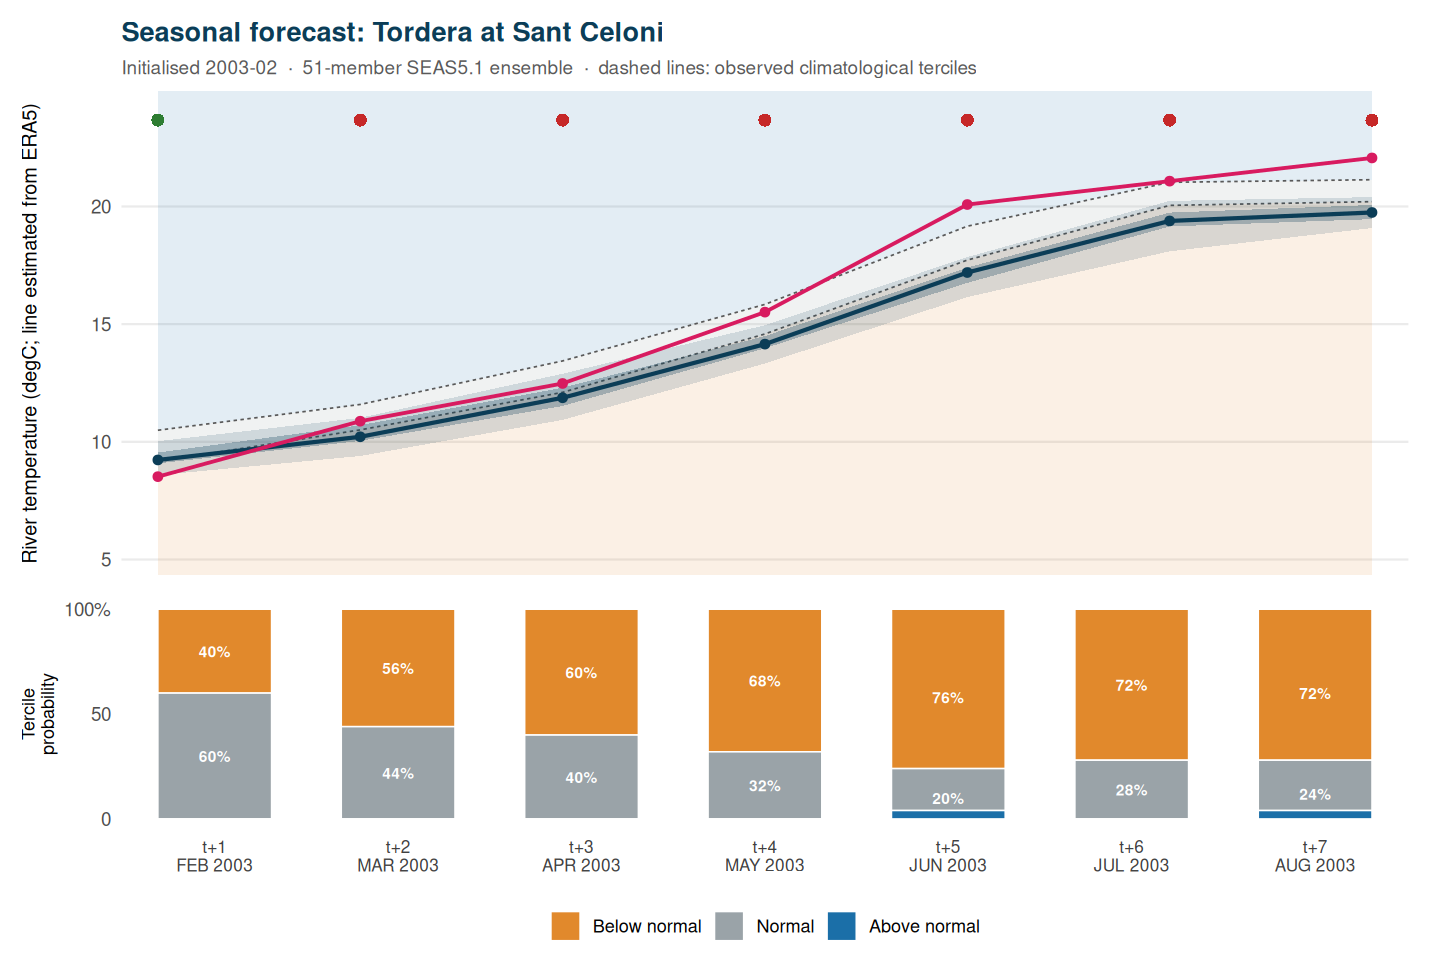 Seasonal forecast: Tordera at Sant Celoni
Initialised 2003-02 · 51-member SEAS5.1 ensemble · dashed lines: observed climatological terciles
River temperature (degC; line estimated from ERA5)
20
15
10
5
Tercile
probability
100%
50
0
40%
56%
60%
68%
76%
72%
72%
60%
44%
40%
32%
20%
28%
24%
t+1
FEB 2003
t+2
MAR 2003
t+3
APR 2003
t+4
MAY 2003
t+5
JUN 2003
t+6
JUL 2003
t+7
AUG 2003
Below normal
Normal
Above normal